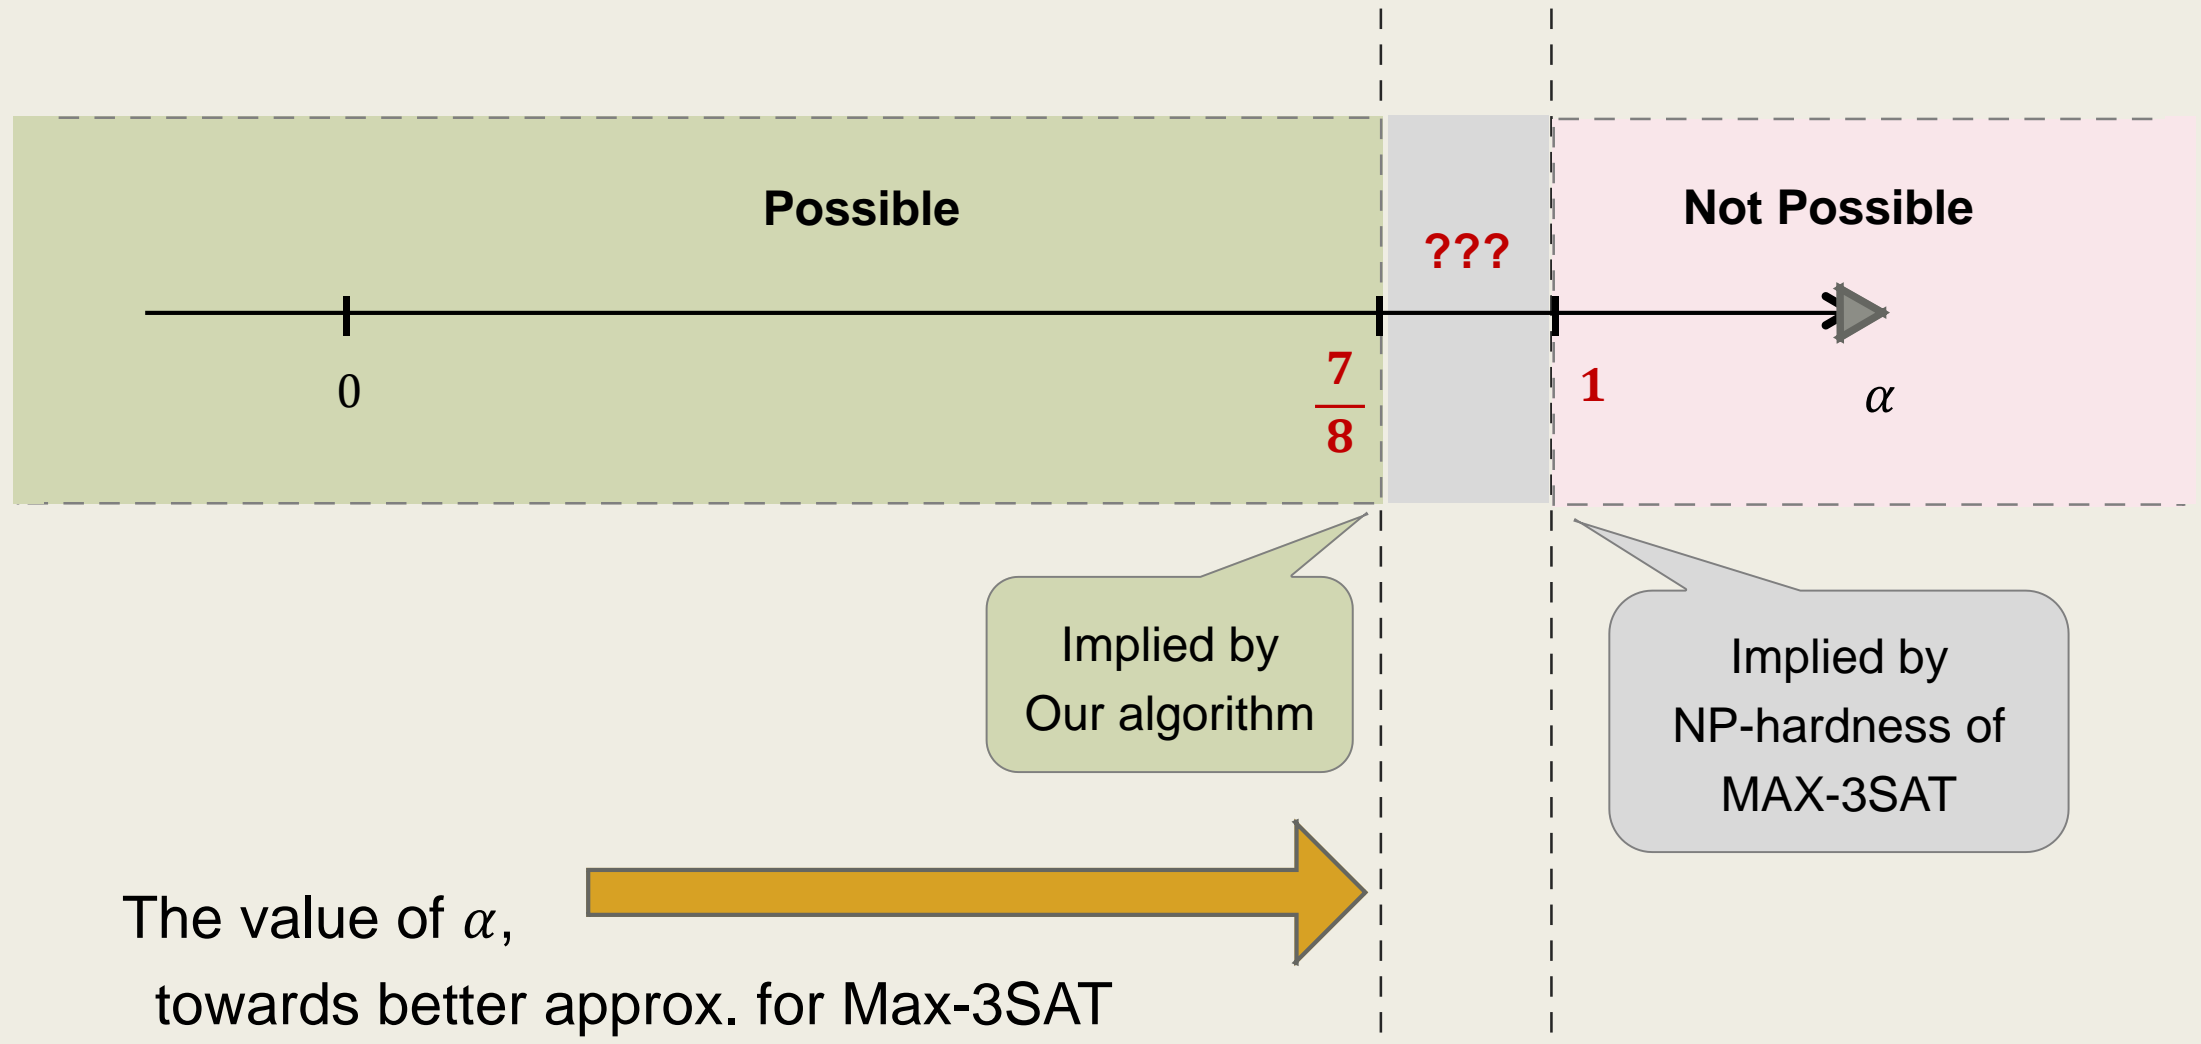 Possible
Not Possible
???
0
7
8
1
α
Implied by
Our algorithm
Implied by
NP-hardness of
MAX-3SAT
The value of α,
towards better approx. for Max-3SAT